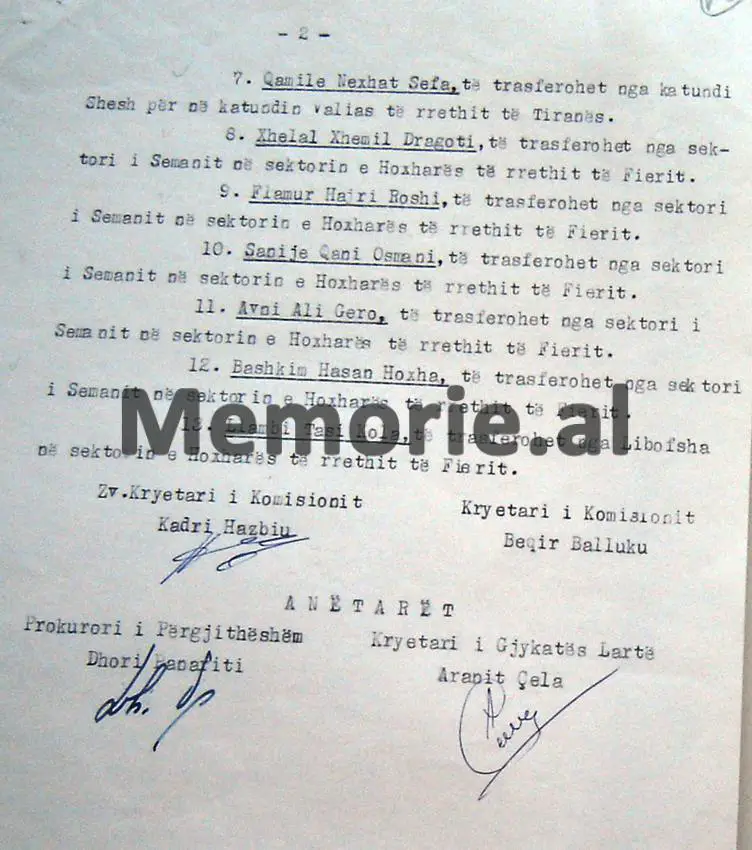 - 2 -
7. Qamile Nexhat Sefa, të trasferohet nga katundi
Shesh për në katundin Valias të rrethit të Tiranës.
8. Xhelal Xhemil Dragoti, të trasferohet nga sek-
tori i Semanit në sektorin e Hoxharës të rrethit të Fierit.
9. Flamur Hajri Roshi, të trasferohet nga sektori
i Semanit në sektorin e Hoxharës të rrethit të Fierit.
10. Sanije Qani Osmani, të trasferohet nga sektori
i Semanit në sektorin e Hoxharës të rrethit të Fierit.
11. Avni Ali Gero, të trasferohet nga sektori i
Semanit në sektorin e Hoxharës të rrethit të Fierit.
12. Bashkim Hasan Hoxha, të trasferohet nga sektori
i Semanit në sektorin e Hoxharës të rrethit të Fierit.
Memorie.al
13. Llambi Tasi Kola, të trasferohet nga Libofsha
në sektorin e Hoxharës të rrethit të Fierit.
Zv.Kryetari i Komisionit
Kadri Hazbiu
Kryetari i Komisionit
Beqir Balluku
A N Ë T A R Ë T
Prokurori i Përgjithëshëm
Dhori Panariti
Kryetari i Gjykatës Lartë
Aranit Çela